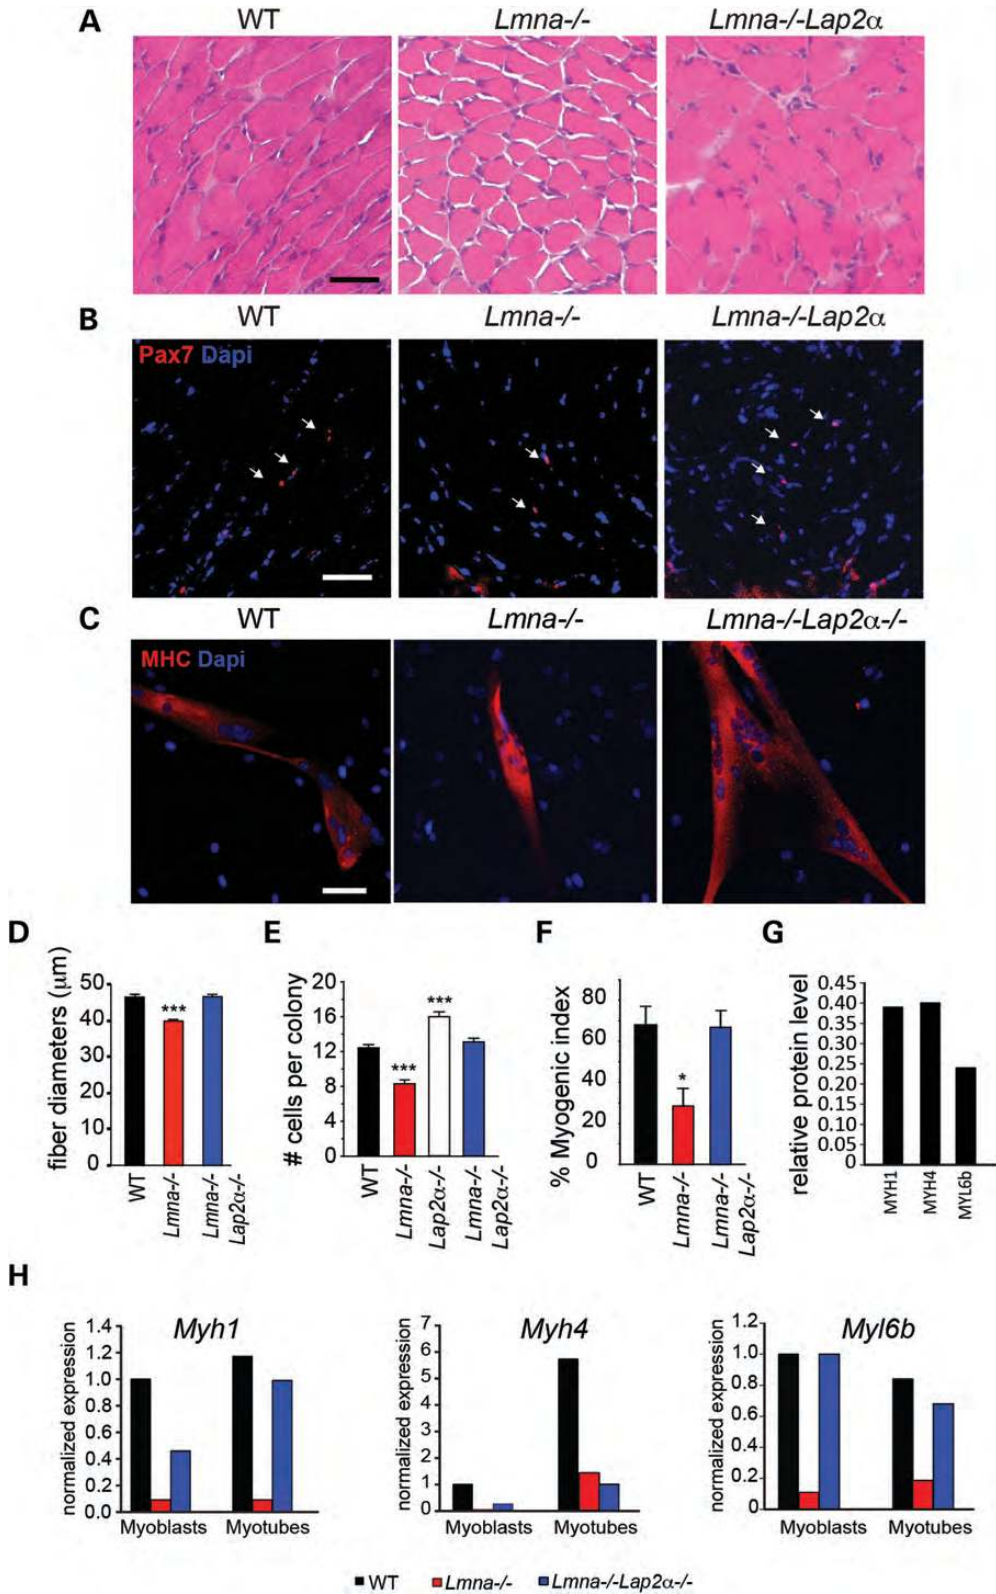 A
WT Lmna-/- Lmna-/-Lap2α
B
WT Lmna-/- Lmna-/-Lap2α
Pax7 Dapi
C
WT Lmna-/- Lmna-/-Lap2α-/-
MHC Dapi
D E F G
fiber diameters (μm)
50
40
30
20
10
0
***
WT
Lmna-/-
Lmna-/-
Lap2α-/-
# cells per colony
20
16
12
8
4
0
***
***
WT
Lmna-/-
Lap2α-/-
Lmna-/-
Lap2α-/-
% Myogenic index
80
60
40
20
0
*
WT
Lmna-/-
Lmna-/-
Lap2α-/-
relative protein level
0.45
0.40
0.35
0.30
0.25
0.20
0.15
0.10
0.05
0
MYH1
MYH4
MYL6b
H
Myh1
normalized expression
1.4
1.2
1.0
0.8
0.6
0.4
0.2
0.0
Myoblasts Myotubes
Myh4
normalized expression
7
6
5
4
3
2
1
0
Myoblasts Myotubes
Myl6b
normalized expression
1.2
1.0
0.8
0.6
0.4
0.2
0
Myoblasts Myotubes
WT Lmna-/- Lmna-/-Lap2α-/-